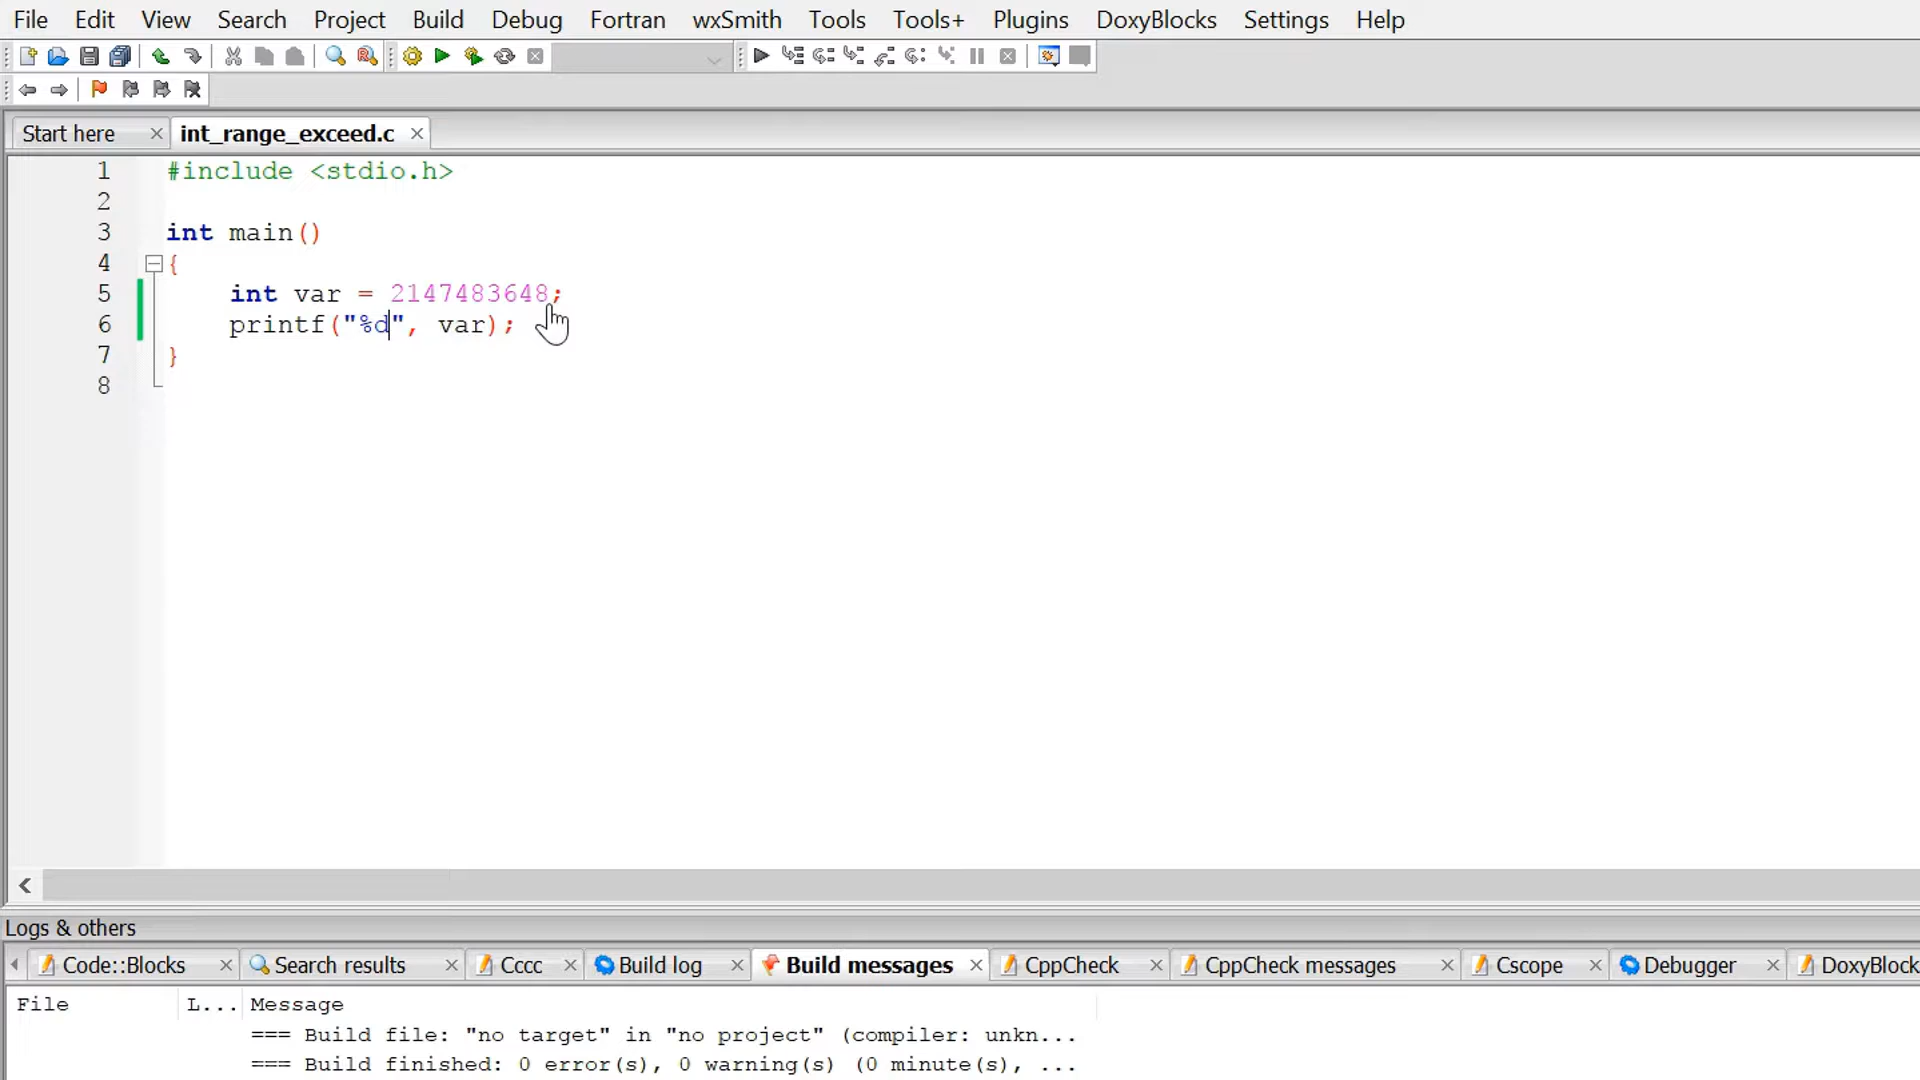 File Edit View Search Project Build Debug Fortran wxSmith Tools Tools+ Plugins DoxyBlocks Settings Help
Start here int_range_exceed.c
1 #include <stdio.h>
2
3 int main()
4 {
5 int var = 2147483648;
6 printf("%d", var);
7 }
8
Logs & others
Code::Blocks Search results Cccc Build log Build messages CppCheck CppCheck messages Cscope Debugger DoxyBlock
File L... Message
=== Build file: "no target" in "no project" (compiler: unkn...
=== Build finished: 0 error(s), 0 warning(s) (0 minute(s), ...